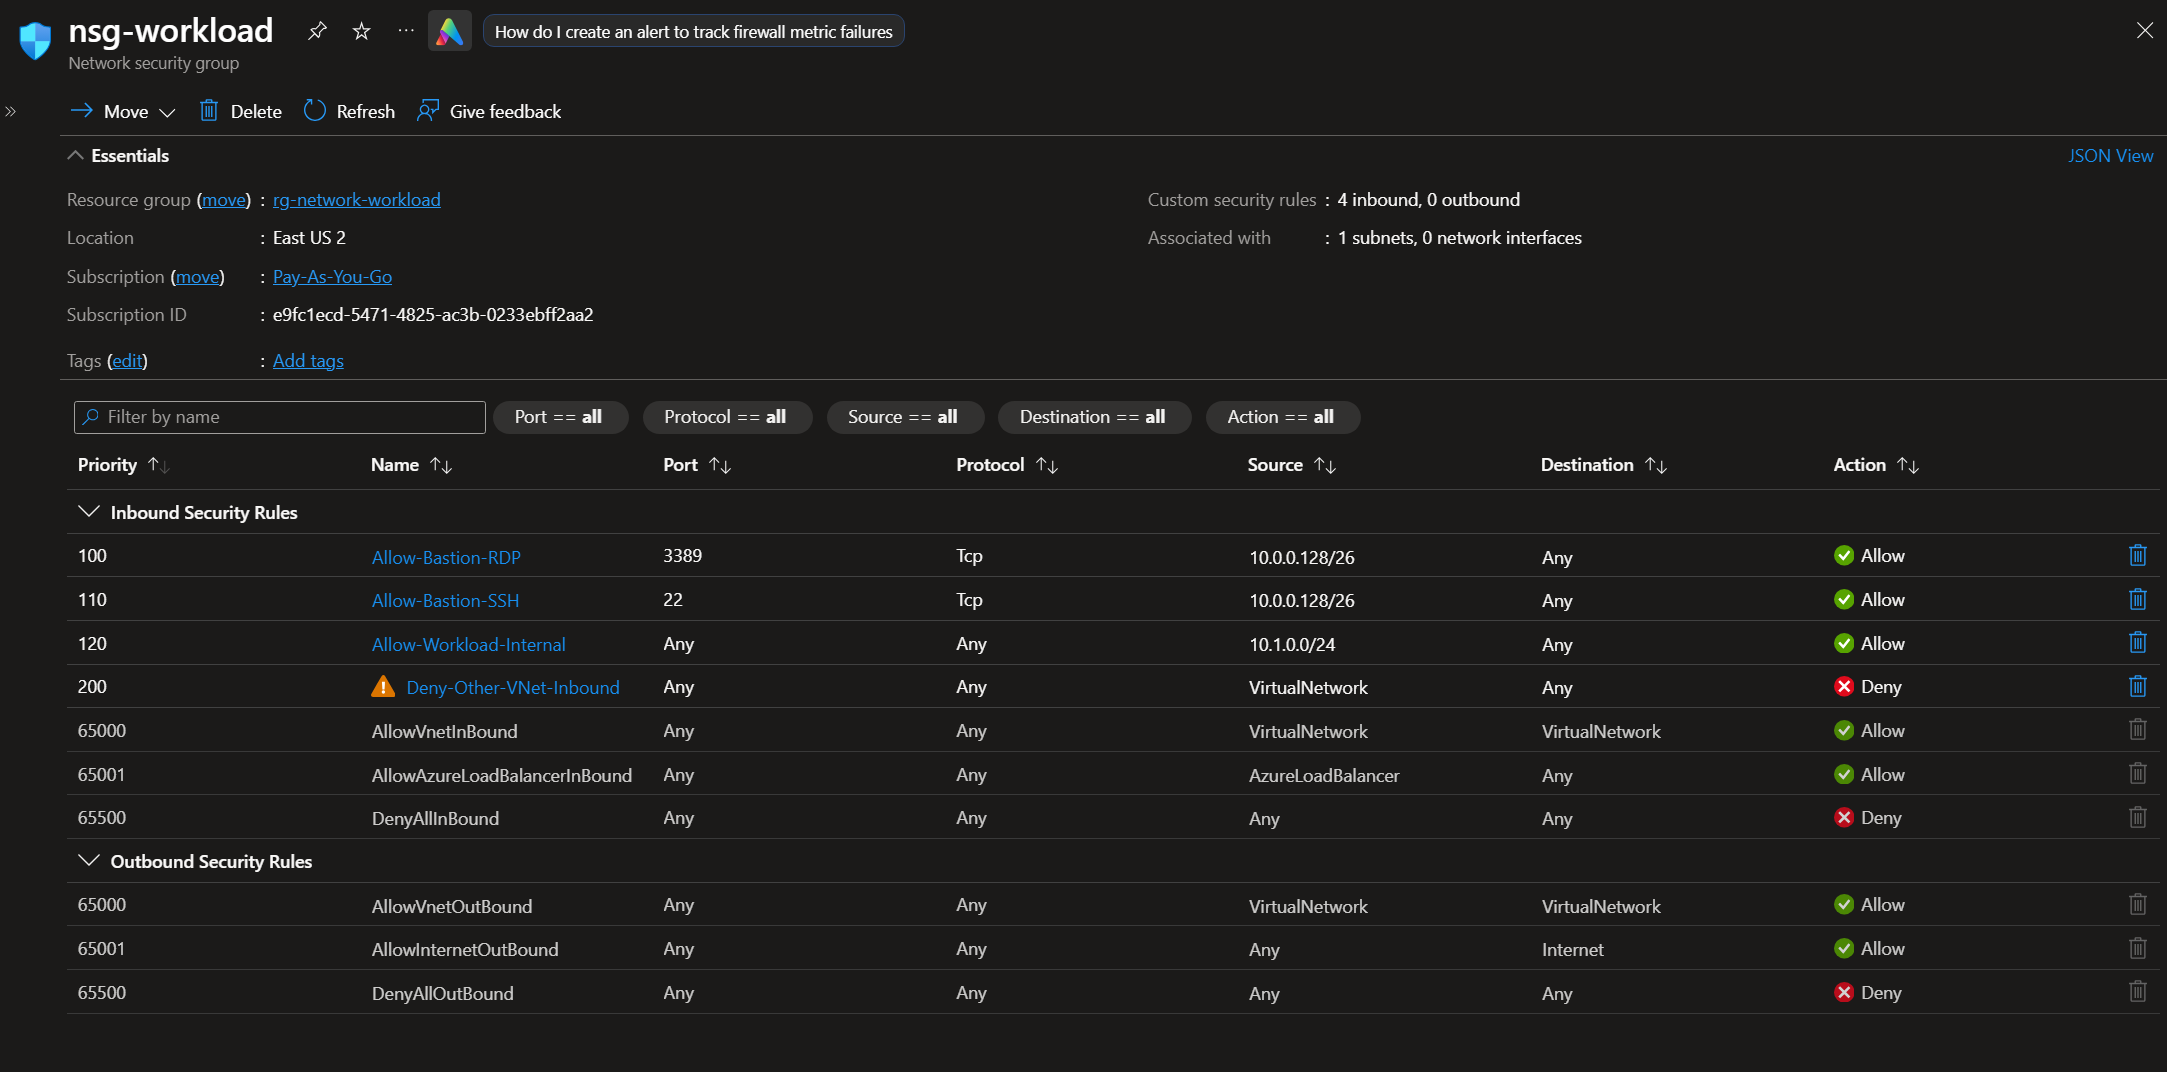 nsg-workload
How do I create an alert to track firewall metric failures
Network security group
Move Delete Refresh Give feedback
Essentials JSON View
Resource group (move) : rg-network-workload Custom security rules : 4 inbound, 0 outbound
Location : East US 2 Associated with : 1 subnets, 0 network interfaces
Subscription (move) : Pay-As-You-Go
Subscription ID : e9fc1ecd-5471-4825-ac3b-0233ebff2aa2
Tags (edit) : Add tags
Filter by name Port == all Protocol == all Source == all Destination == all Action == all
Priority Name Port Protocol Source Destination Action
Inbound Security Rules
100 Allow-Bastion-RDP 3389 Tcp 10.0.0.128/26 Any Allow
110 Allow-Bastion-SSH 22 Tcp 10.0.0.128/26 Any Allow
120 Allow-Workload-Internal Any Any 10.1.0.0/24 Any Allow
200 Deny-Other-VNet-Inbound Any Any VirtualNetwork Any Deny
65000 AllowVnetInBound Any Any VirtualNetwork VirtualNetwork Allow
65001 AllowAzureLoadBalancerInBound Any Any AzureLoadBalancer Any Allow
65500 DenyAllInBound Any Any Any Any Deny
Outbound Security Rules
65000 AllowVnetOutBound Any Any VirtualNetwork VirtualNetwork Allow
65001 AllowInternetOutBound Any Any Any Internet Allow
65500 DenyAllOutBound Any Any Any Any Deny